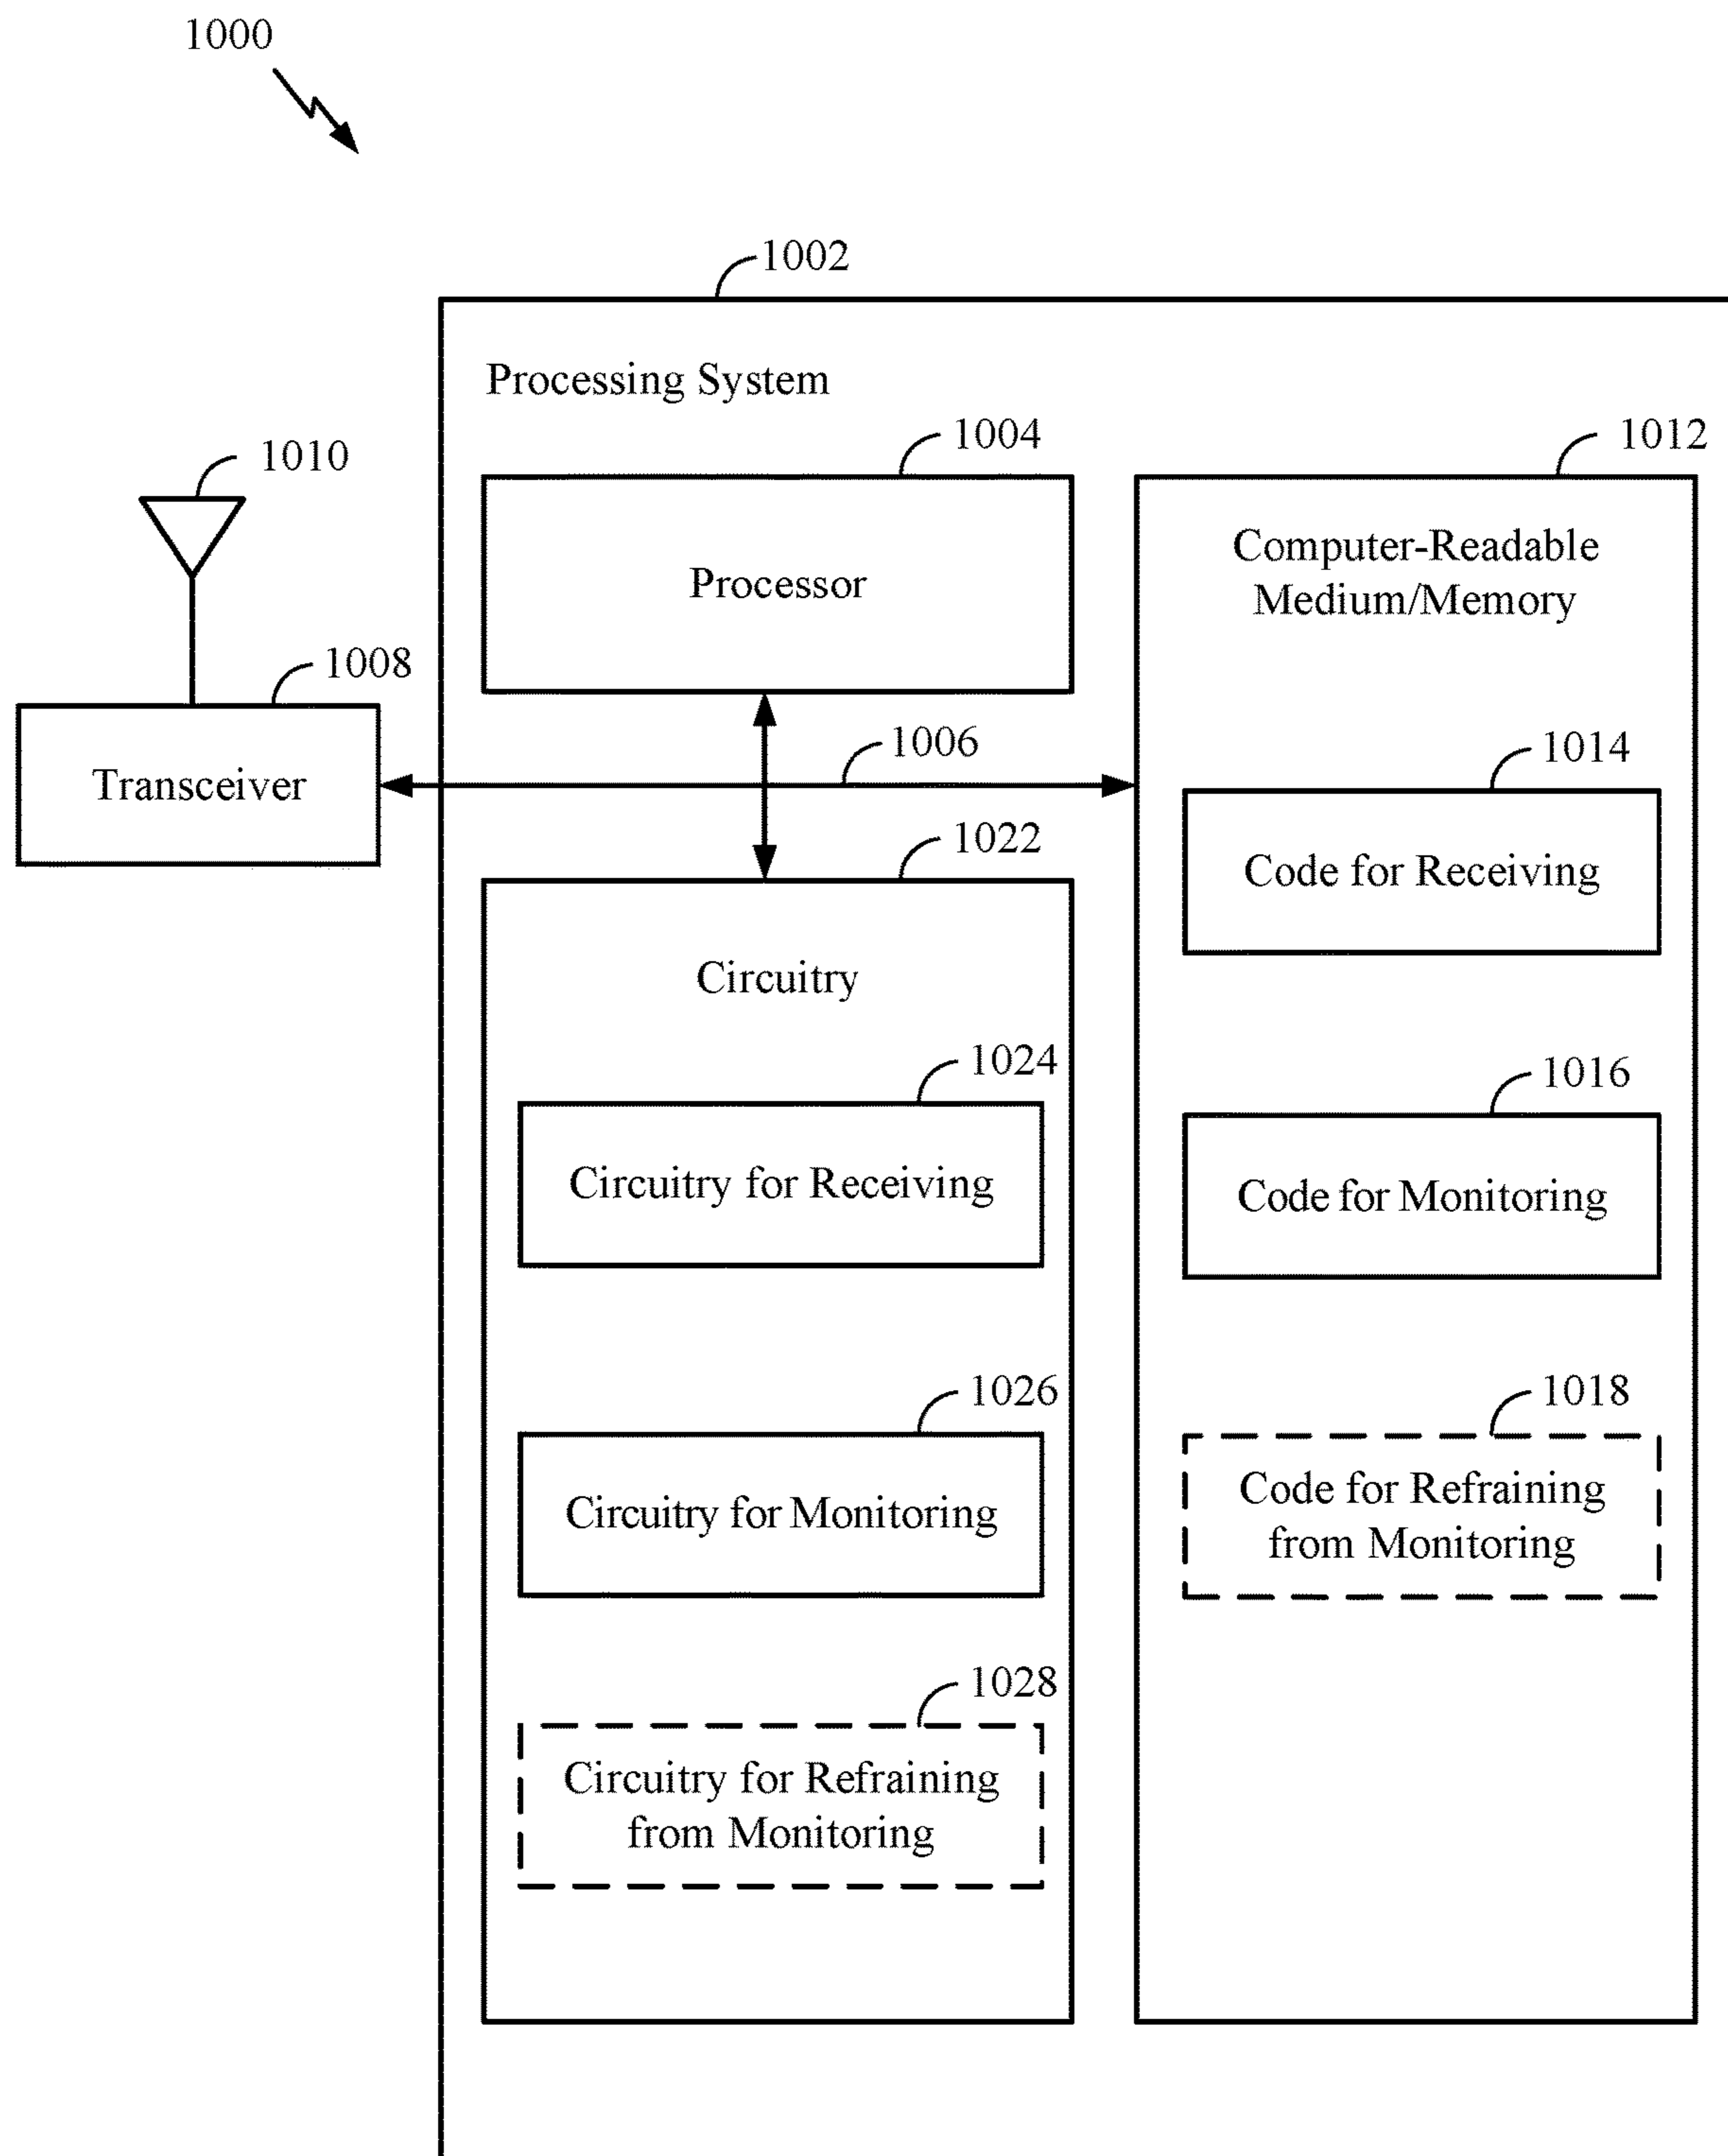 1000
1002
Processing System
1004
1012
1010
Processor
Computer-Readable
Medium/Memory
1008
Transceiver
1006
1014
Code for Receiving
1022
Circuitry
1024
Circuitry for Receiving
1016
Code for Monitoring
1026
Circuitry for Monitoring
1018
Code for Refraining
from Monitoring
1028
Circuitry for Refraining
from Monitoring